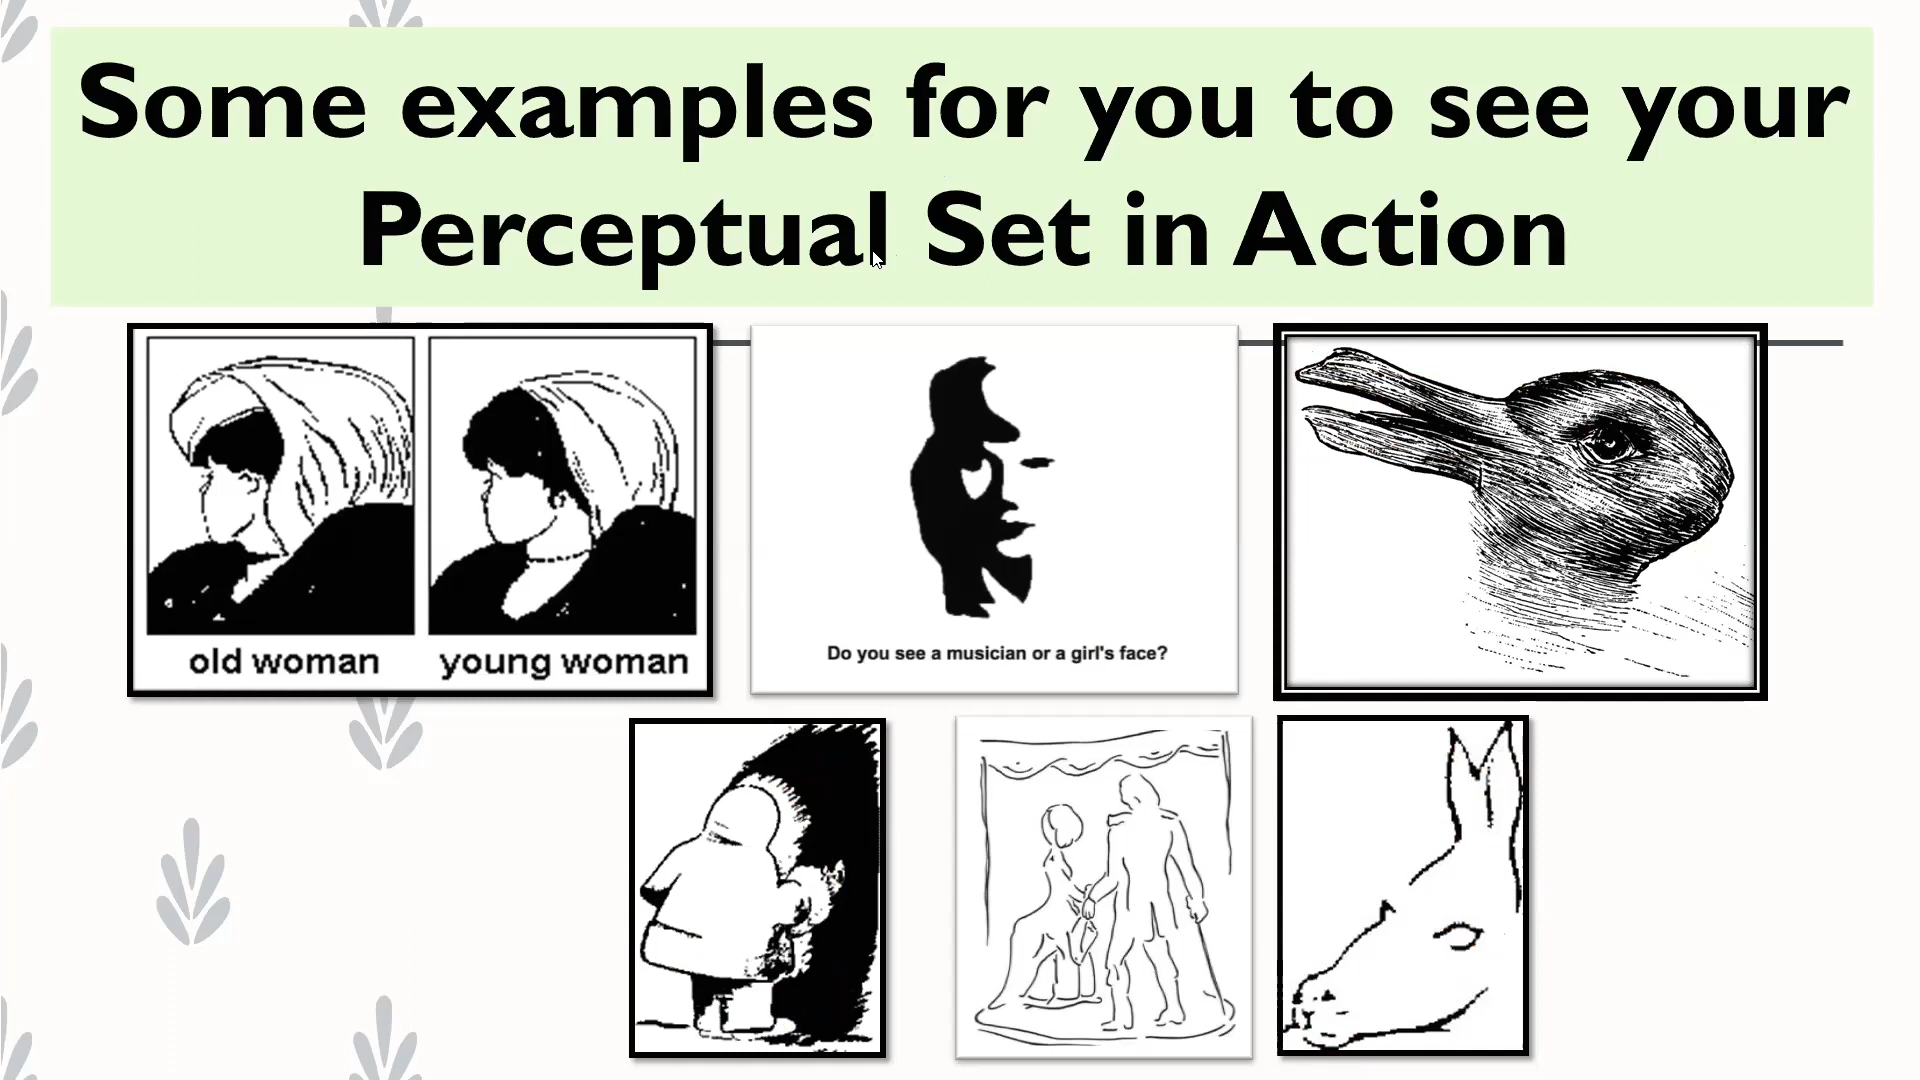 Some examples for you to see your
Perceptual Set in Action
old woman
young woman
Do you see a musician or a girl's face?